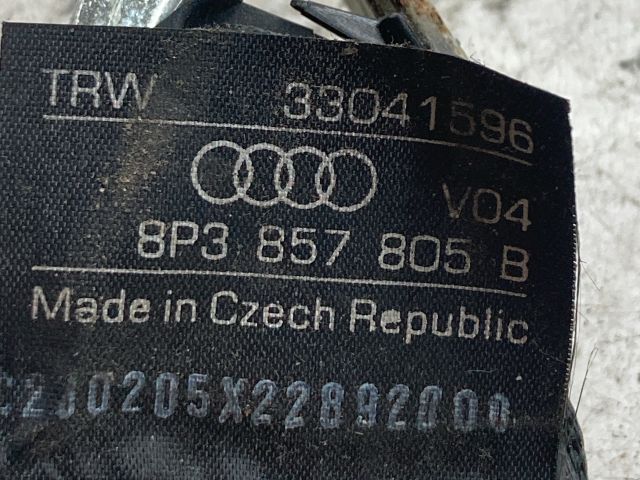 TRW 33041596
V04
8P3 857 805 B
Made in Czech Republic